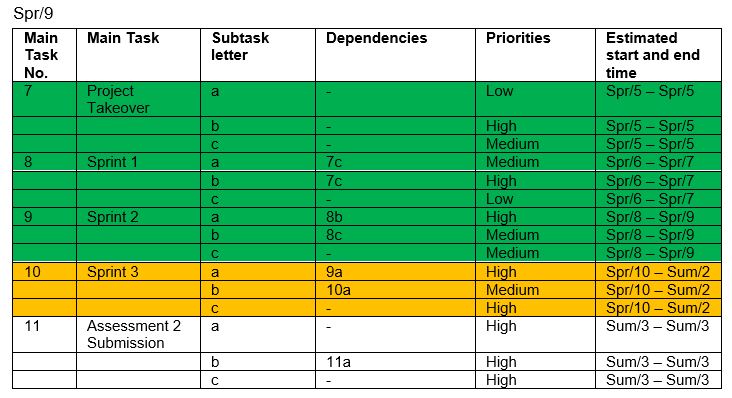 Spr/9
Main Task No. Main Task Subtask letter Dependencies Priorities Estimated start and end time
7 Project Takeover a - Low Spr/5 – Spr/5
b - High Spr/5 – Spr/5
c - Medium Spr/5 – Spr/5
8 Sprint 1 a 7c Medium Spr/6 – Spr/7
b 7c High Spr/6 – Spr/7
c - Low Spr/6 – Spr/7
9 Sprint 2 a 8b High Spr/8 – Spr/9
b 8c Medium Spr/8 – Spr/9
c - Medium Spr/8 – Spr/9
10 Sprint 3 a 9a High Spr/10 – Sum/2
b 10a Medium Spr/10 – Sum/2
c - High Spr/10 – Sum/2
11 Assessment 2 Submission a - High Sum/3 – Sum/3
b 11a High Sum/3 – Sum/3
c - High Sum/3 – Sum/3